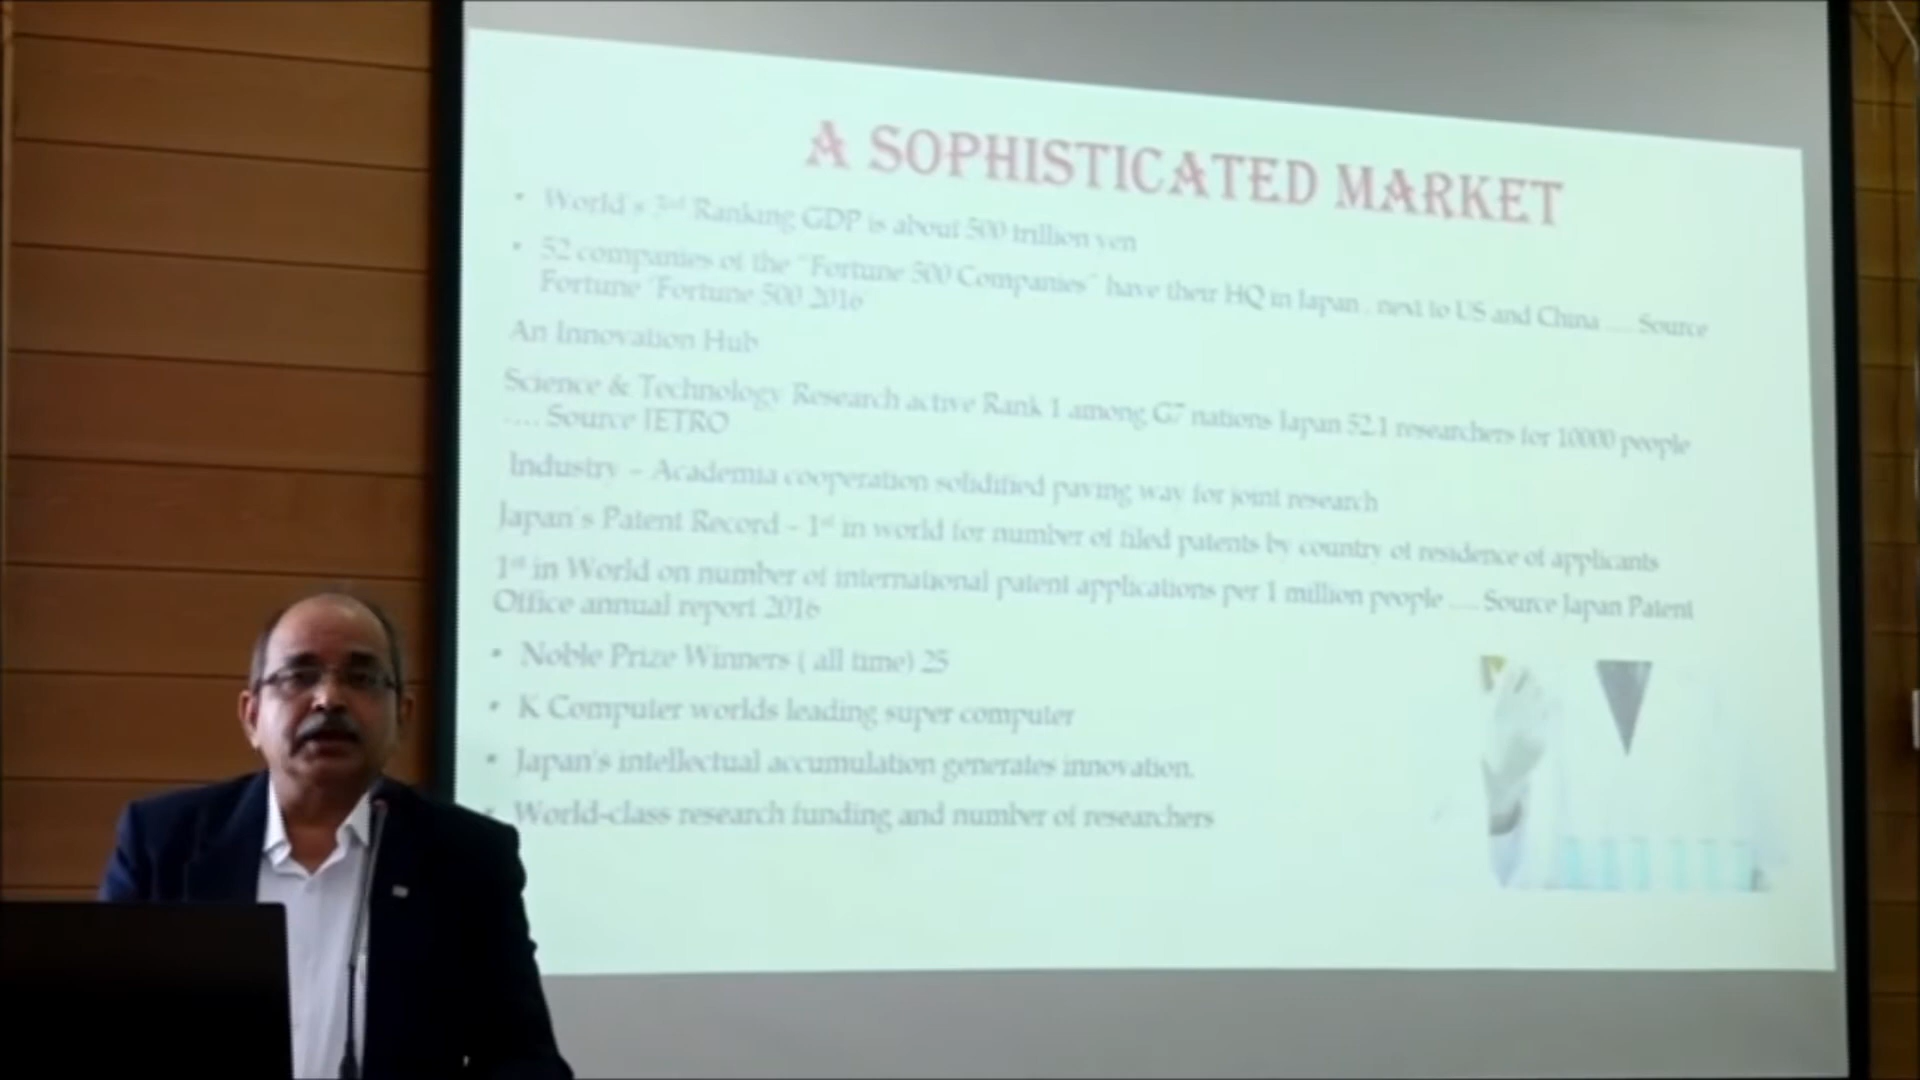 A SOPHISTICATED MARKET
• World's 3rd Ranking GDP is about 500 trillion yen
• 52 companies of the "Fortune 500 Companies" have their HQ in Japan , next to US and China ..... Source
Fortune "Fortune 500 2016
An Innovation Hub
Science & Technology Research active Rank 1 among G7 nations Japan 52.1 researchers for 10000 people
..... Source JETRO
Industry – Academia cooperation solidified paving way for joint research
Japan's Patent Record – 1st in world for number of filed patents by country of residence of applicants
1st in World on number of international patent applications per 1 million people ..... Source Japan Patent
Office annual report 2016
• Noble Prize Winners ( all time) 25
• K Computer worlds leading super computer
• Japan's intellectual accumulation generates innovation.
• World-class research funding and number of researchers